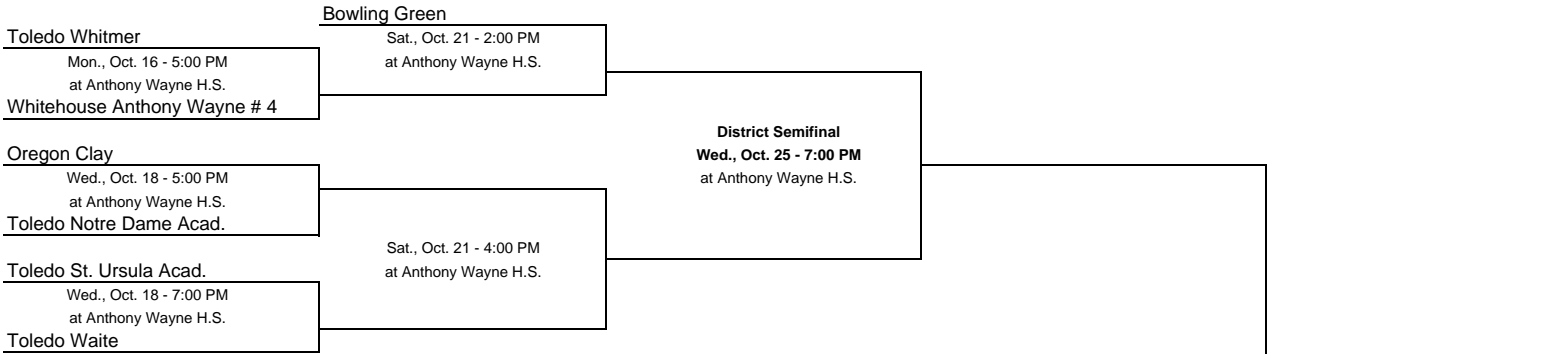 Bowling Green
Toledo Whitmer
Sat., Oct. 21 - 2:00 PM
Mon., Oct. 16 - 5:00 PM
at Anthony Wayne H.S.
at Anthony Wayne H.S.
Whitehouse Anthony Wayne # 4
District Semifinal
Oregon Clay
Wed., Oct. 25 - 7:00 PM
Wed., Oct. 18 - 5:00 PM
at Anthony Wayne H.S.
at Anthony Wayne H.S.
Toledo Notre Dame Acad.
Sat., Oct. 21 - 4:00 PM
Toledo St. Ursula Acad.
at Anthony Wayne H.S.
Wed., Oct. 18 - 7:00 PM
at Anthony Wayne H.S.
Toledo Waite